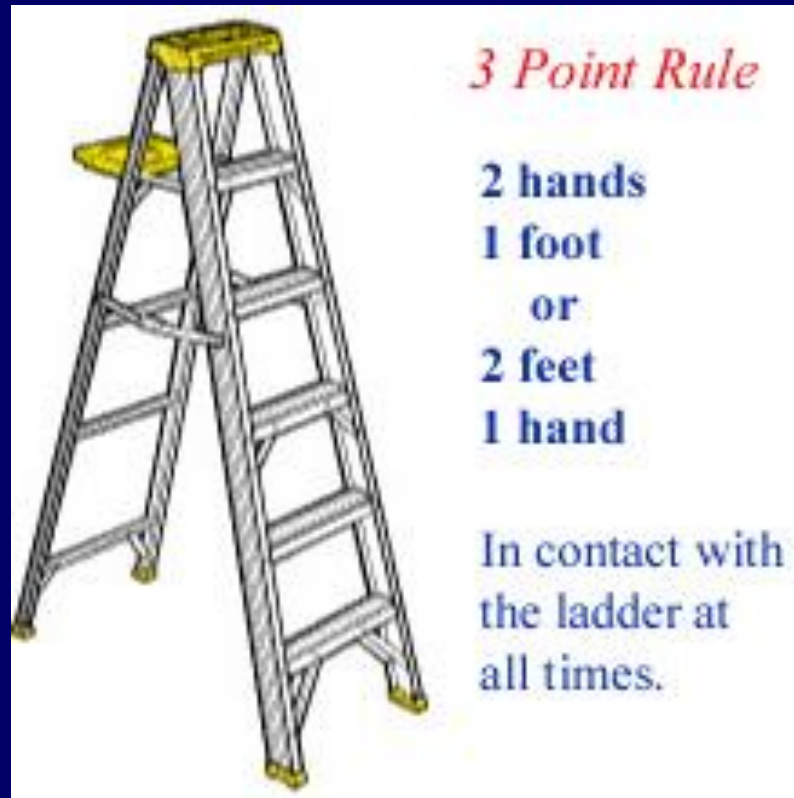 3 Point Rule
2 hands
1 foot
or
2 feet
1 hand
In contact with
the ladder at
all times.